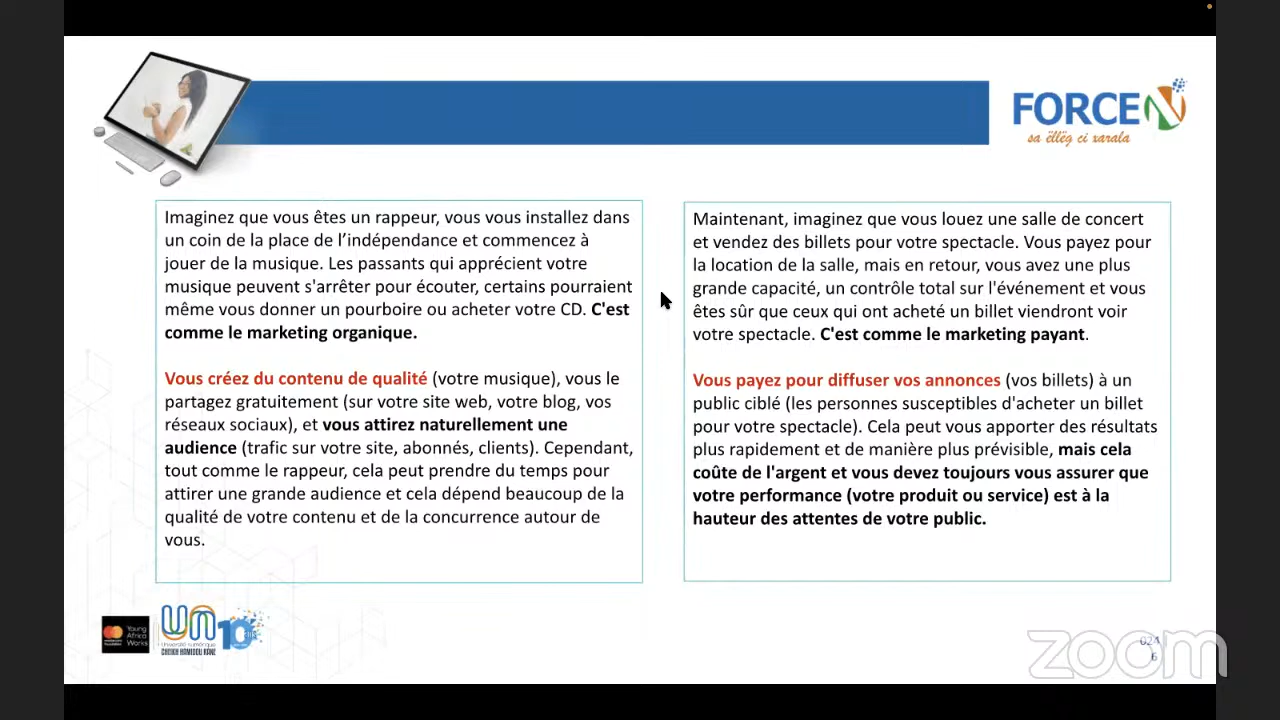 FORCEN
sa ëllëg ci xarala
Imaginez que vous êtes un rappeur, vous vous installez dans
un coin de la place de l’indépendance et commencez à
jouer de la musique. Les passants qui apprécient votre
musique peuvent s'arrêter pour écouter, certains pourraient
même vous donner un pourboire ou acheter votre CD. C'est
comme le marketing organique.
Vous créez du contenu de qualité (votre musique), vous le
partagez gratuitement (sur votre site web, votre blog, vos
réseaux sociaux), et vous attirez naturellement une
audience (trafic sur votre site, abonnés, clients). Cependant,
tout comme le rappeur, cela peut prendre du temps pour
attirer une grande audience et cela dépend beaucoup de la
qualité de votre contenu et de la concurrence autour de
vous.
Maintenant, imaginez que vous louez une salle de concert
et vendez des billets pour votre spectacle. Vous payez pour
la location de la salle, mais en retour, vous avez une plus
grande capacité, un contrôle total sur l'événement et vous
êtes sûr que ceux qui ont acheté un billet viendront voir
votre spectacle. C'est comme le marketing payant.
Vous payez pour diffuser vos annonces (vos billets) à un
public ciblé (les personnes susceptibles d'acheter un billet
pour votre spectacle). Cela peut vous apporter des résultats
plus rapidement et de manière plus prévisible, mais cela
coûte de l'argent et vous devez toujours vous assurer que
votre performance (votre produit ou service) est à la
hauteur des attentes de votre public.
mastercard foundation
Young
Africa
Works
UN
Université numérique
CHEIKH HAMIDOU KANE
10
zoom
6